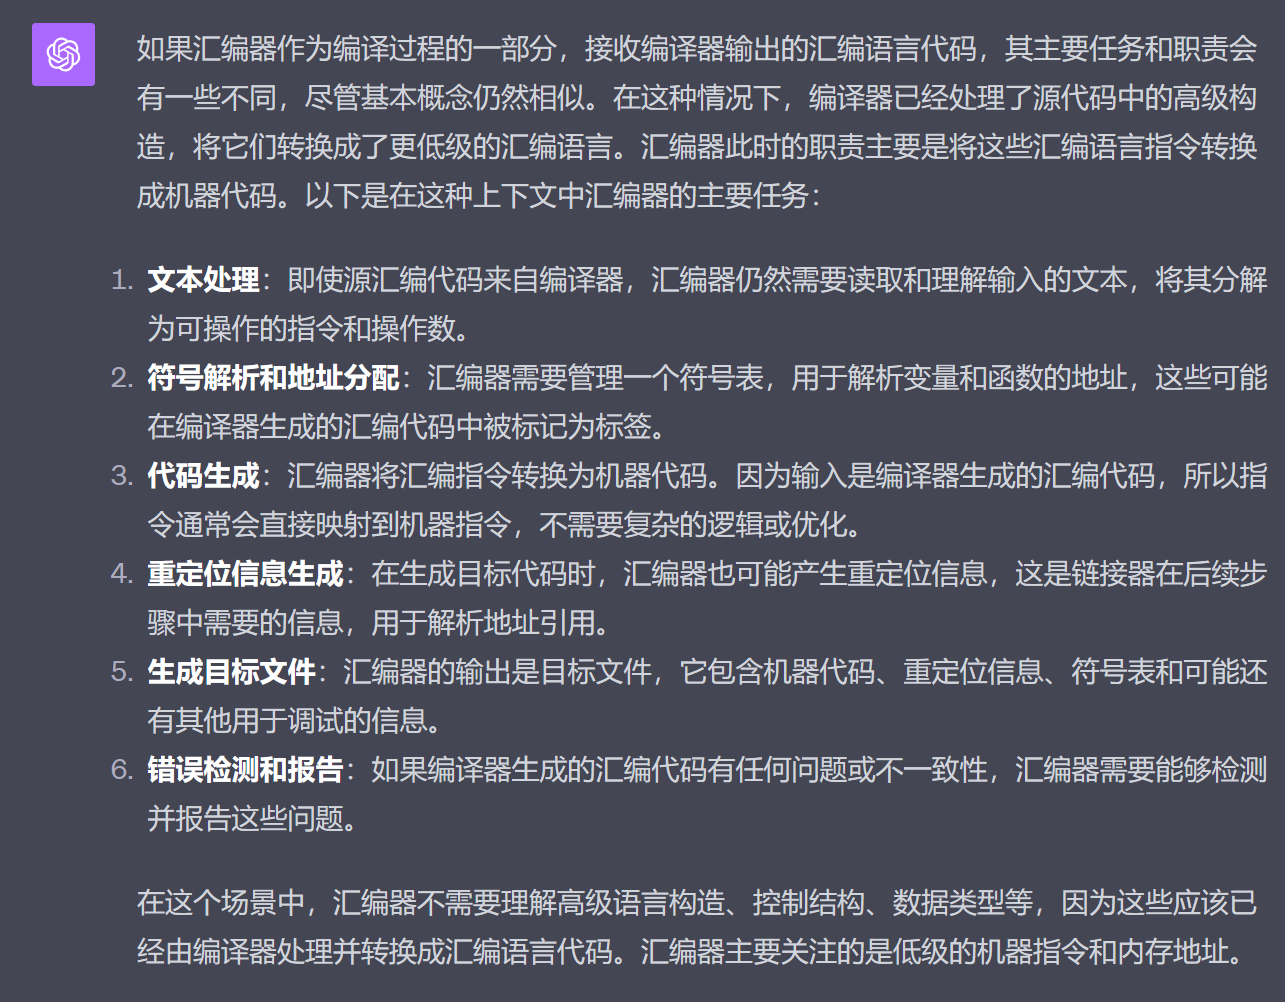 如果汇编器作为编译过程的一部分，接收编译器输出的汇编语言代码，其主要任务和职责会
有一些不同，尽管基本概念仍然相似。在这种情况下，编译器已经处理了源代码中的高级构
造，将它们转换成了更低级的汇编语言。汇编器此时的职责主要是将这些汇编语言指令转换
成机器代码。以下是在这种上下文中汇编器的主要任务：
1. 文本处理：即使源汇编代码来自编译器，汇编器仍然需要读取和理解输入的文本，将其分解
为可操作的指令和操作数。
2. 符号解析和地址分配：汇编器需要管理一个符号表，用于解析变量和函数的地址，这些可能
在编译器生成的汇编代码中被标记为标签。
3. 代码生成：汇编器将汇编指令转换为机器代码。因为输入是编译器生成的汇编代码，所以指
令通常会直接映射到机器指令，不需要复杂的逻辑或优化。
4. 重定位信息生成：在生成目标代码时，汇编器也可能产生重定位信息，这是链接器在后续步
骤中需要的信息，用于解析地址引用。
5. 生成目标文件：汇编器的输出是目标文件，它包含机器代码、重定位信息、符号表和可能还
有其他用于调试的信息。
6. 错误检测和报告：如果编译器生成的汇编代码有任何问题或不一致性，汇编器需要能够检测
并报告这些问题。
在这个场景中，汇编器不需要理解高级语言构造、控制结构、数据类型等，因为这些应该已
经由编译器处理并转换成汇编语言代码。汇编器主要关注的是低级的机器指令和内存地址。